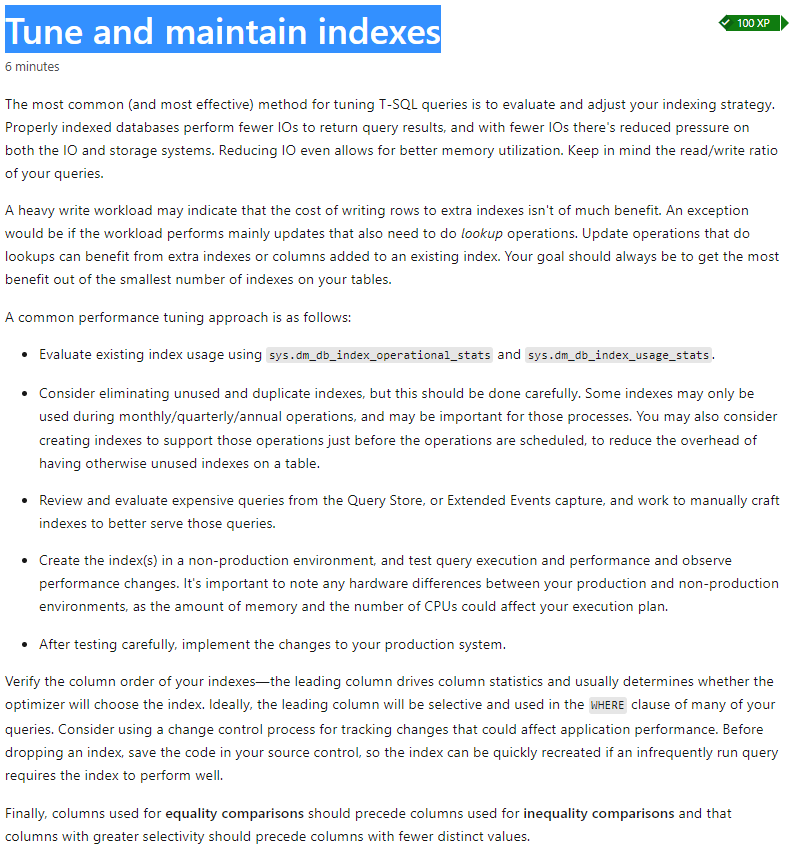 Tune and maintain indexes
100 XP
6 minutes
The most common (and most effective) method for tuning T-SQL queries is to evaluate and adjust your indexing strategy.
Properly indexed databases perform fewer IOs to return query results, and with fewer IOs there's reduced pressure on
both the IO and storage systems. Reducing IO even allows for better memory utilization. Keep in mind the read/write ratio
of your queries.
A heavy write workload may indicate that the cost of writing rows to extra indexes isn't of much benefit. An exception
would be if the workload performs mainly updates that also need to do lookup operations. Update operations that do
lookups can benefit from extra indexes or columns added to an existing index. Your goal should always be to get the most
benefit out of the smallest number of indexes on your tables.
A common performance tuning approach is as follows:
• Evaluate existing index usage using sys.dm_db_index_operational_stats and sys.dm_db_index_usage_stats.
• Consider eliminating unused and duplicate indexes, but this should be done carefully. Some indexes may only be
used during monthly/quarterly/annual operations, and may be important for those processes. You may also consider
creating indexes to support those operations just before the operations are scheduled, to reduce the overhead of
having otherwise unused indexes on a table.
• Review and evaluate expensive queries from the Query Store, or Extended Events capture, and work to manually craft
indexes to better serve those queries.
• Create the index(s) in a non-production environment, and test query execution and performance and observe
performance changes. It's important to note any hardware differences between your production and non-production
environments, as the amount of memory and the number of CPUs could affect your execution plan.
• After testing carefully, implement the changes to your production system.
Verify the column order of your indexes—the leading column drives column statistics and usually determines whether the
optimizer will choose the index. Ideally, the leading column will be selective and used in the WHERE clause of many of your
queries. Consider using a change control process for tracking changes that could affect application performance. Before
dropping an index, save the code in your source control, so the index can be quickly recreated if an infrequently run query
requires the index to perform well.
Finally, columns used for equality comparisons should precede columns used for inequality comparisons and that
columns with greater selectivity should precede columns with fewer distinct values.